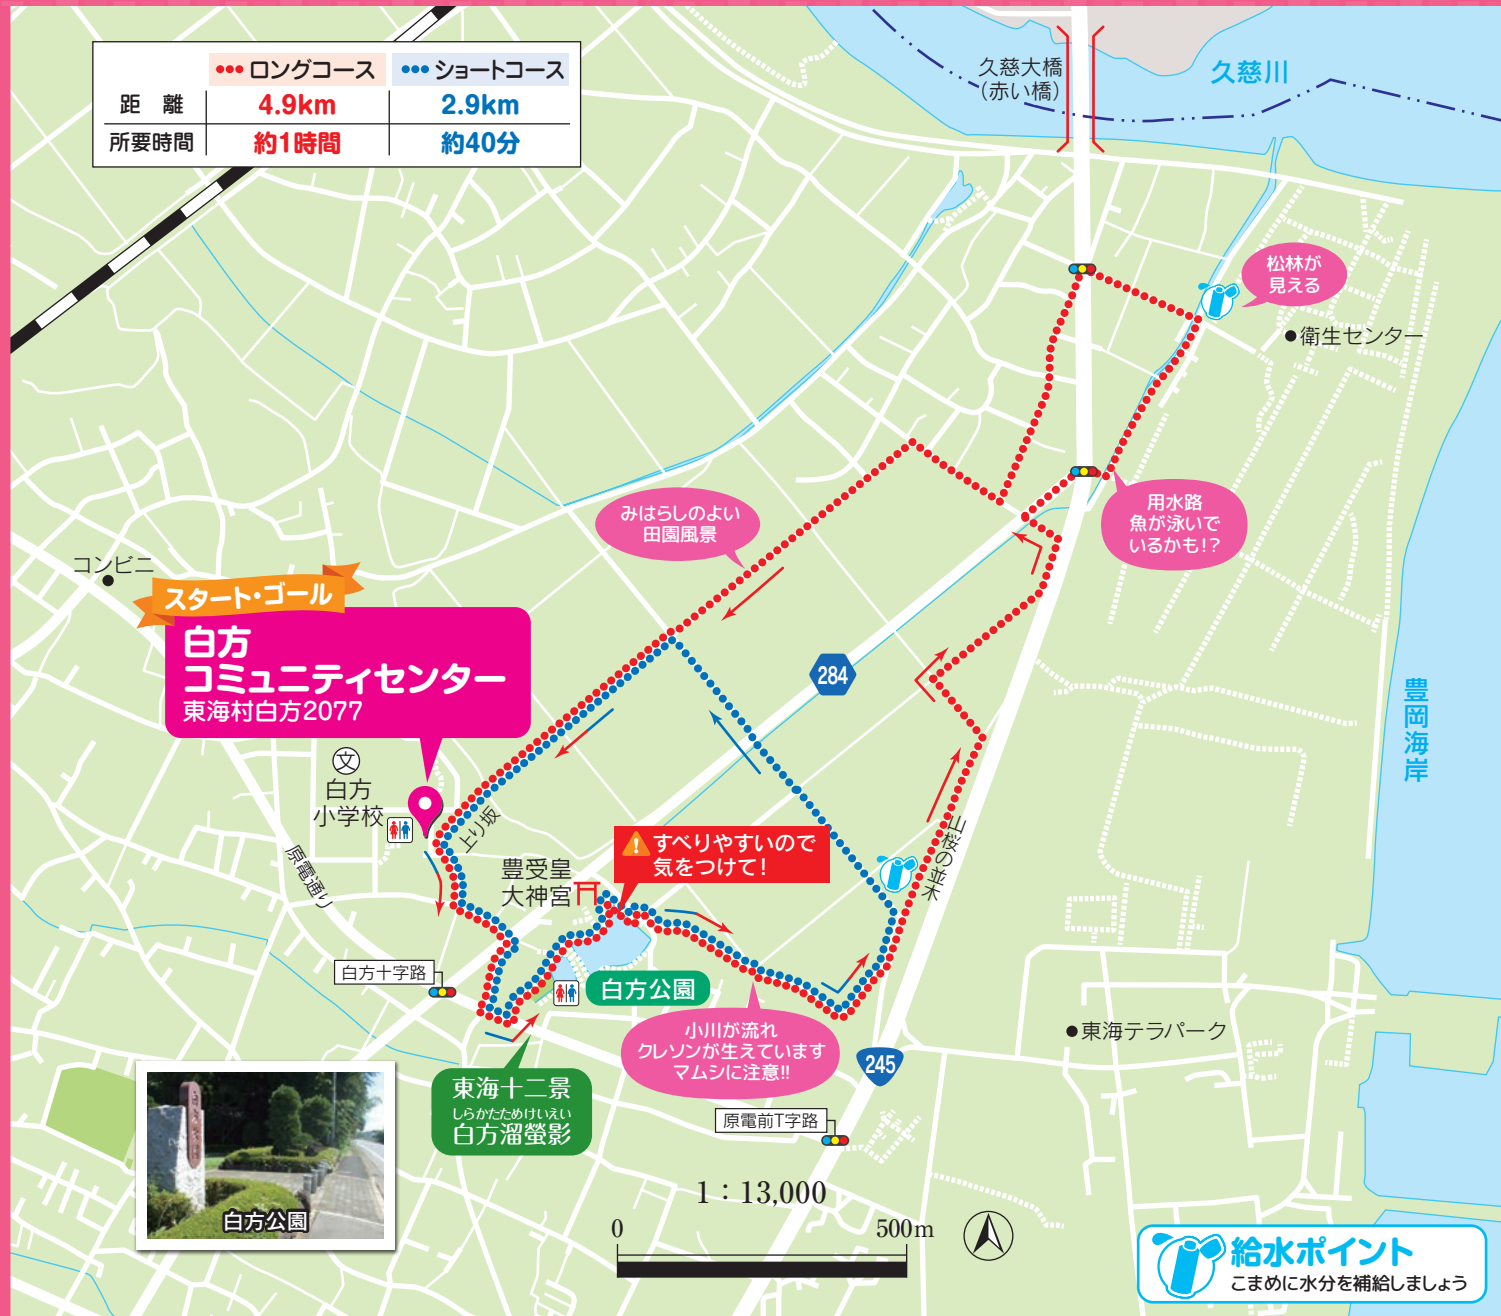 ロングコース ショートコース
距 離 4.9km 2.9km
所要時間 約1時間 約40分
久慈大橋
(赤い橋)
久慈川
松林が
見える
衛生センター
用水路
魚が泳いで
いるかも!?
みはらしのよい
田園風景
コンビニ
スタート・ゴール
白方
コミュニティセンター
東海村白方2077
284
豊岡海岸
文
白方
小学校
上り坂
原電通り
豊受皇
大神宮
すべりやすいので
気をつけて!
山桜の並木
白方十字路
白方公園
小川が流れ
クレソンが生えています
マムシに注意!!
245
東海テラパーク
東海十二景
しらかたためけいえい
白方溜螢影
原電前T字路
白方公園
1:13,000
0 500m
給水ポイント
こまめに水分を補給しましょう